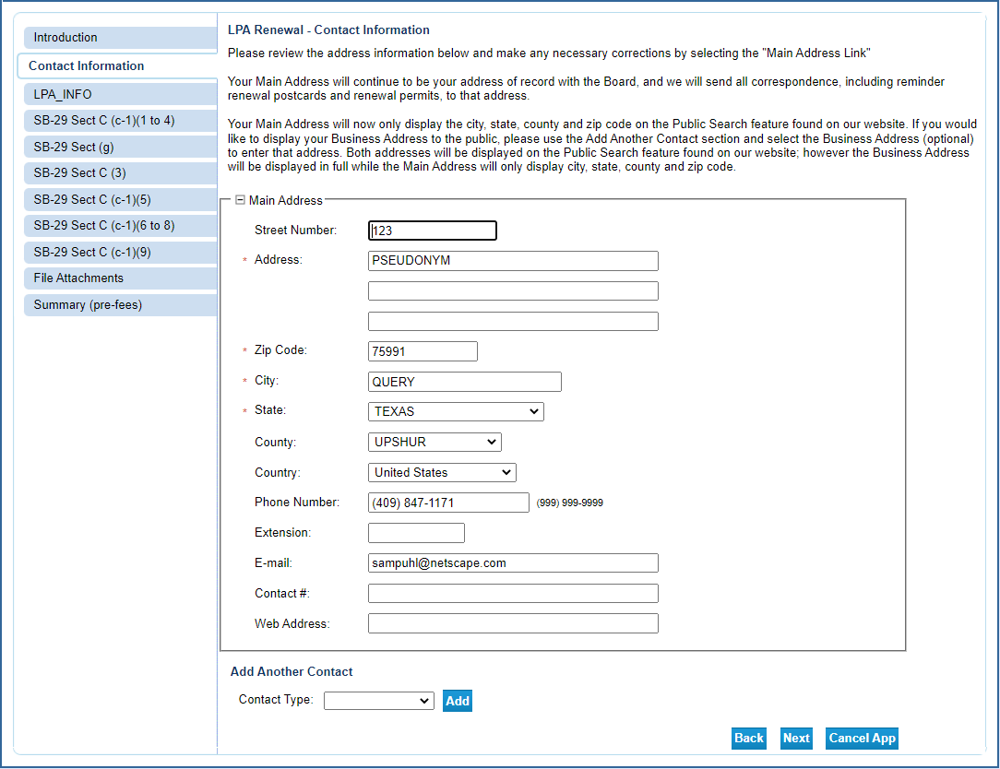 Introduction
Contact Information
LPA_INFO
SB-29 Sect C (c-1)(1 to 4)
SB-29 Sect (g)
SB-29 Sect C (3)
SB-29 Sect C (c-1)(5)
SB-29 Sect C (c-1)(6 to 8)
SB-29 Sect C (c-1)(9)
File Attachments
Summary (pre-fees)
LPA Renewal - Contact Information
Please review the address information below and make any necessary corrections by selecting the "Main Address Link"
Your Main Address will continue to be your address of record with the Board, and we will send all correspondence, including reminder
renewal postcards and renewal permits, to that address.
Your Main Address will now only display the city, state, county and zip code on the Public Search feature found on our website. If you would
like to display your Business Address to the public, please use the Add Another Contact section and select the Business Address (optional)
to enter that address. Both addresses will be displayed on the Public Search feature found on our website; however the Business Address
will be displayed in full while the Main Address will only display city, state, county and zip code.
Main Address
Street Number: 123
* Address: PSEUDONYM
* Zip Code: 75991
* City: QUERY
* State: TEXAS
County: UPSHUR
Country: United States
Phone Number: (409) 847-1171 (999) 999-9999
Extension:
E-mail: sampuhl@netscape.com
Contact #:
Web Address:
Add Another Contact
Contact Type: Add
Back Next Cancel App